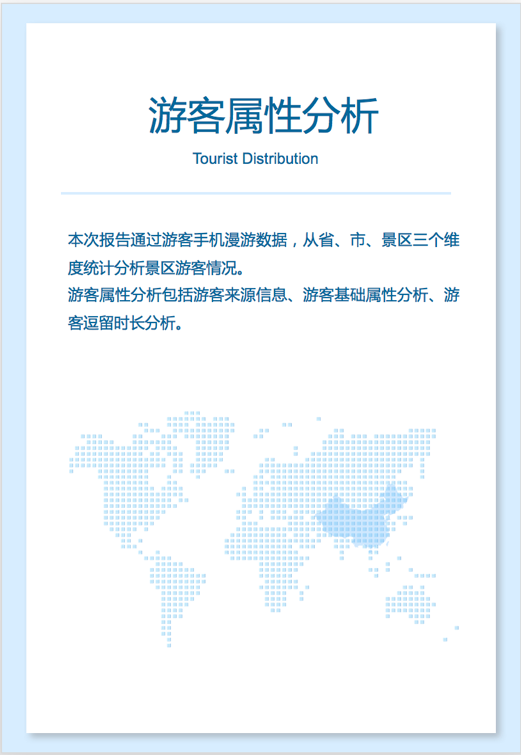 游客属性分析
Tourist Distribution
本次报告通过游客手机漫游数据，从省、市、景区三个维
度统计分析景区游客情况。
游客属性分析包括游客来源信息、游客基础属性分析、游
客逗留时长分析。